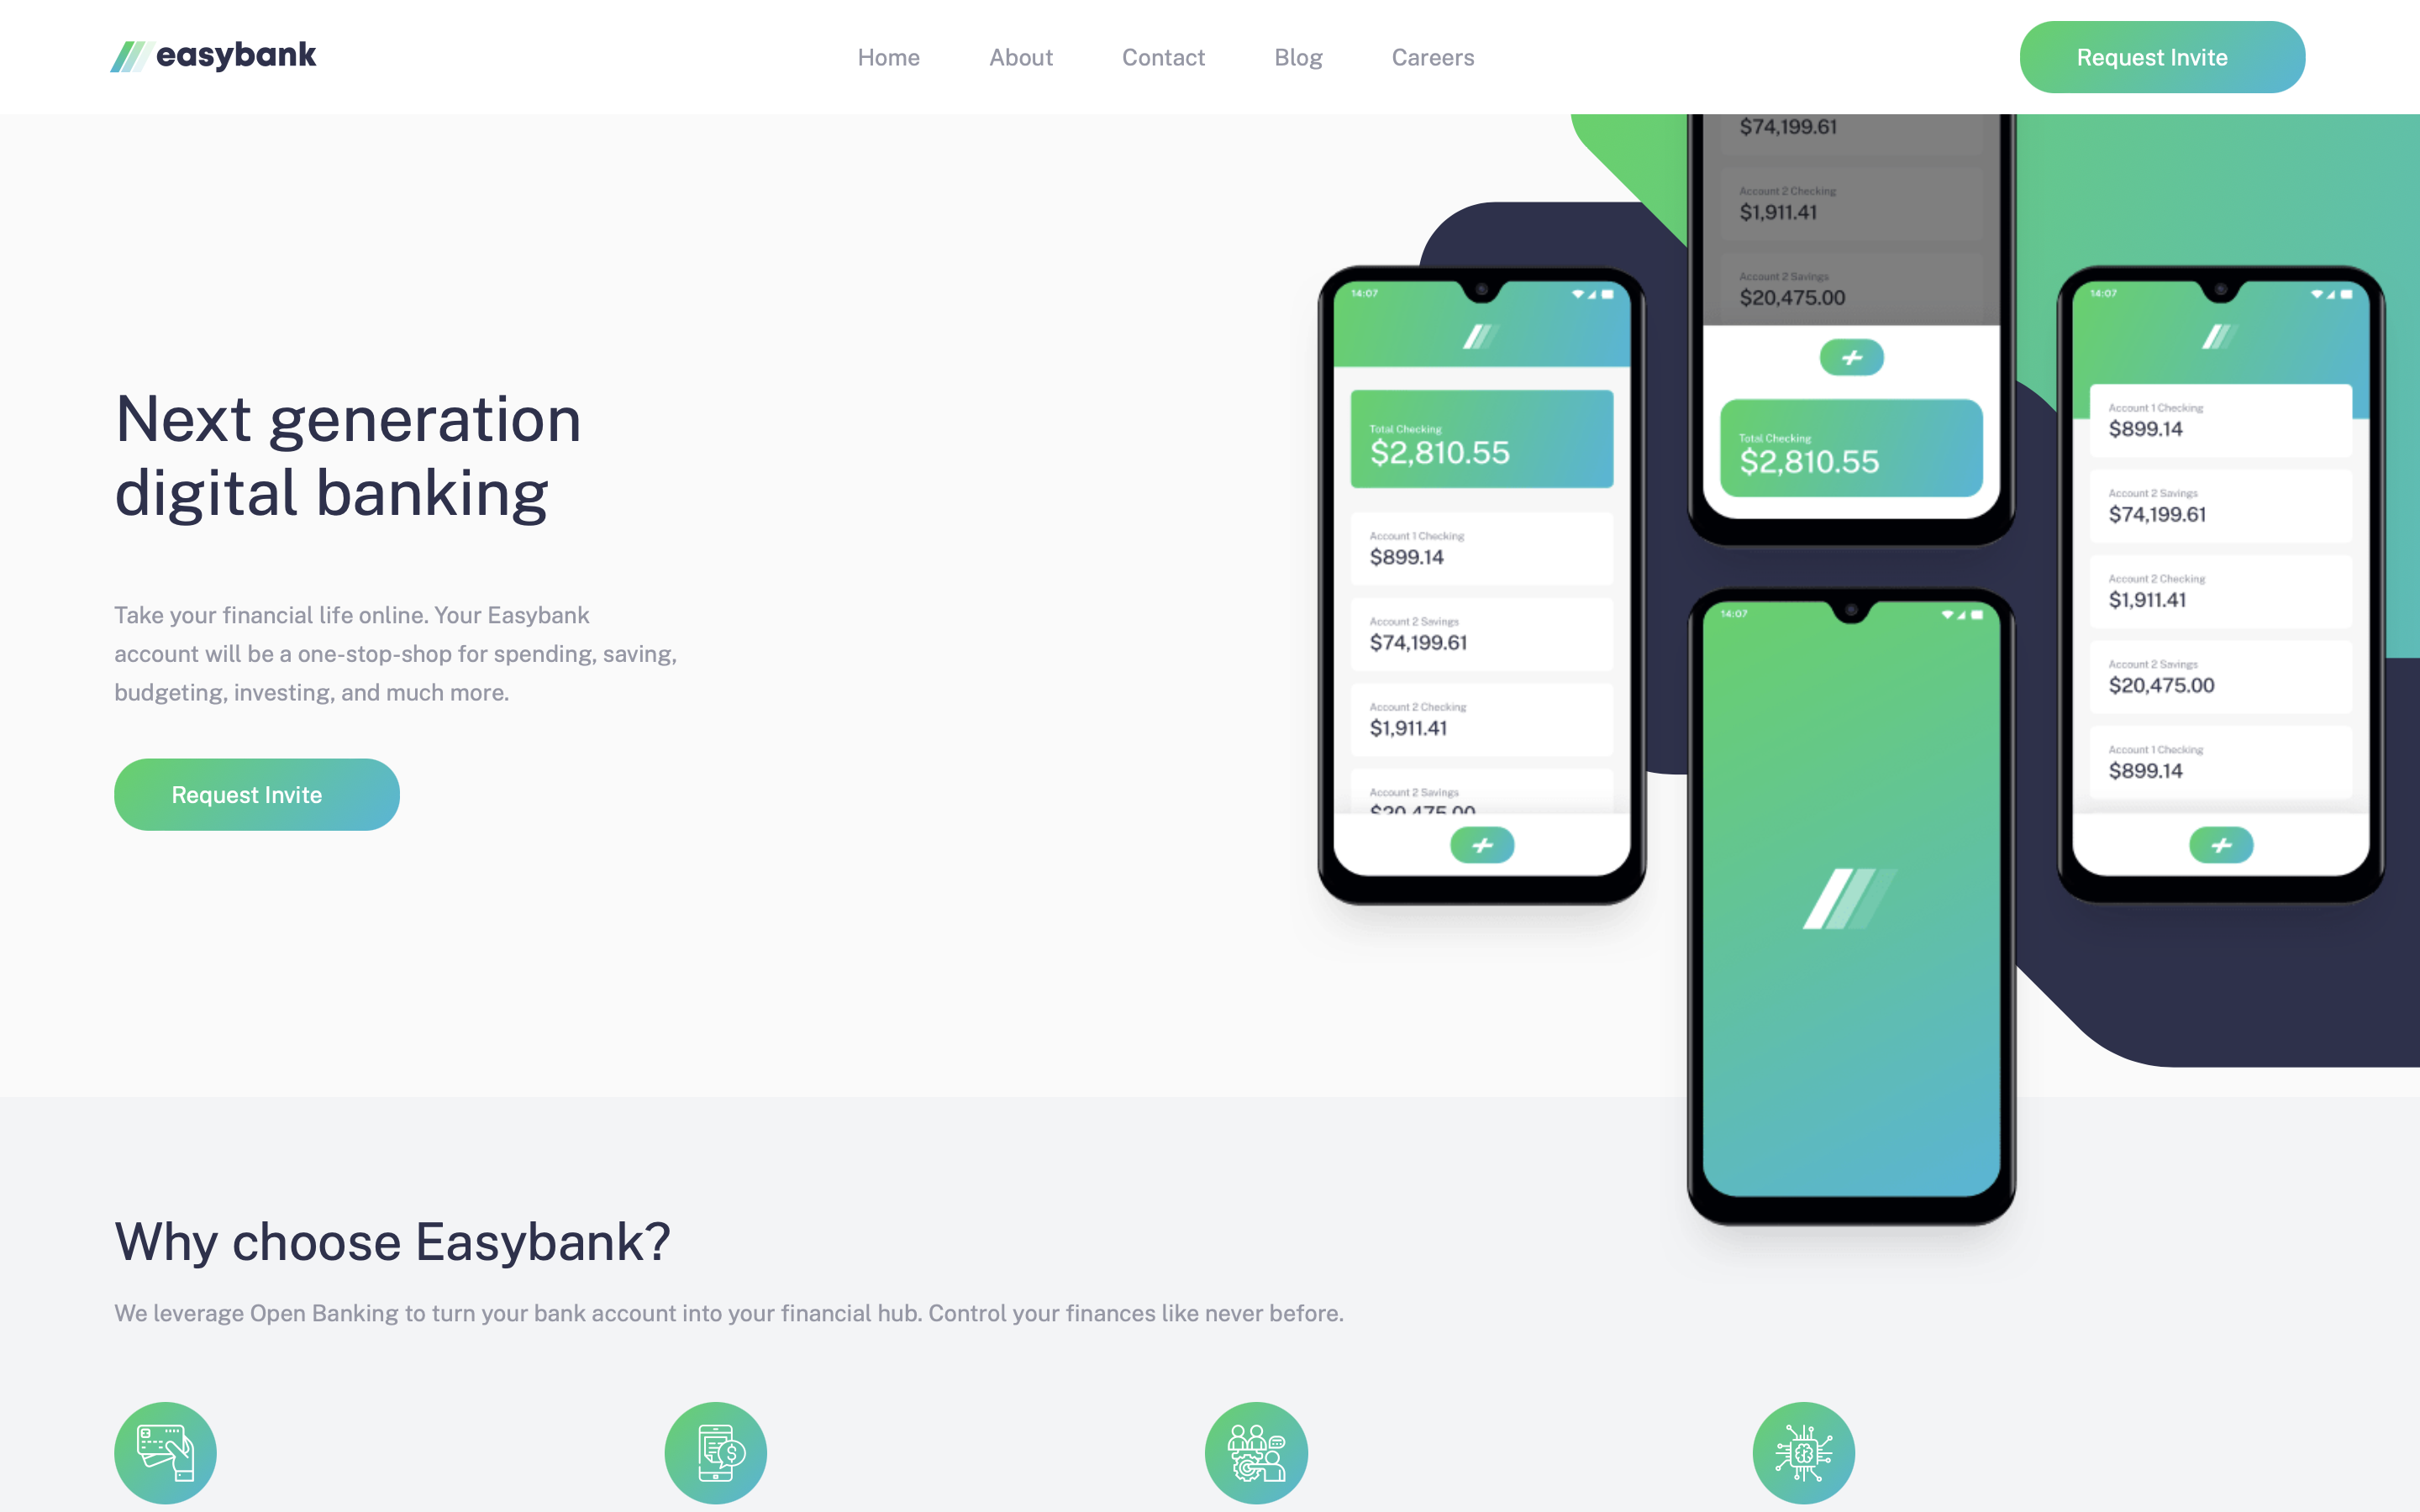 easybank
Home
About
Contact
Blog
Careers
Request Invite
Next generation
digital banking
Take your financial life online. Your Easybank
account will be a one-stop-shop for spending, saving,
budgeting, investing, and much more.
Request Invite
14:07
Total Checking
$2,810.55
Account 1 Checking
$899.14
Account 2 Savings
$74,199.61
Account 2 Checking
$1,911.41
Account 2 Savings
$20,475.00
$74,199.61
Account 2 Checking
$1,911.41
Account 2 Savings
$20,475.00
Total Checking
$2,810.55
14:07
14:07
Account 1 Checking
$899.14
Account 2 Savings
$74,199.61
Account 2 Checking
$1,911.41
Account 2 Savings
$20,475.00
Account 1 Checking
$899.14
Why choose Easybank?
We leverage Open Banking to turn your bank account into your financial hub. Control your finances like never before.